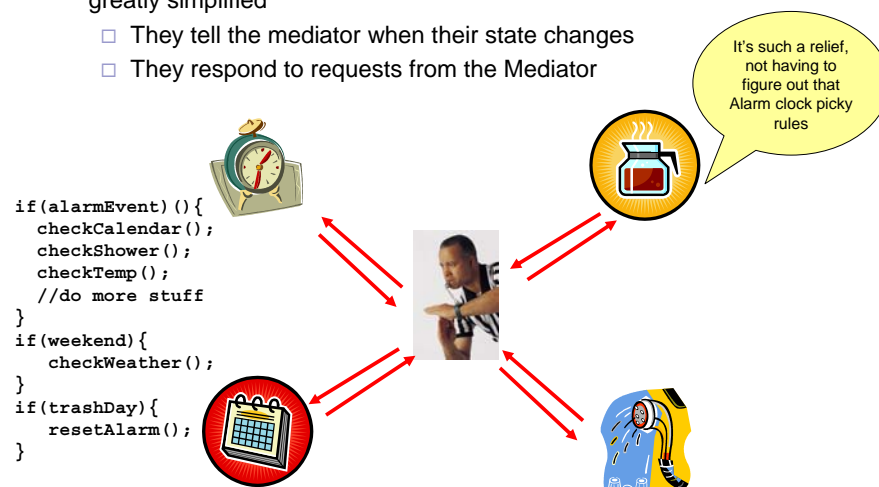 greatly simplified
They tell the mediator when their state changes
They respond to requests from the Mediator
It's such a relief,
not having to
figure out that
Alarm clock picky
rules
if(alarmEvent)(){
checkCalendar();
checkShower();
checkTemp();
//do more stuff
}
if(weekend){
checkWeather();
}
if(trashDay){
resetAlarm();
}